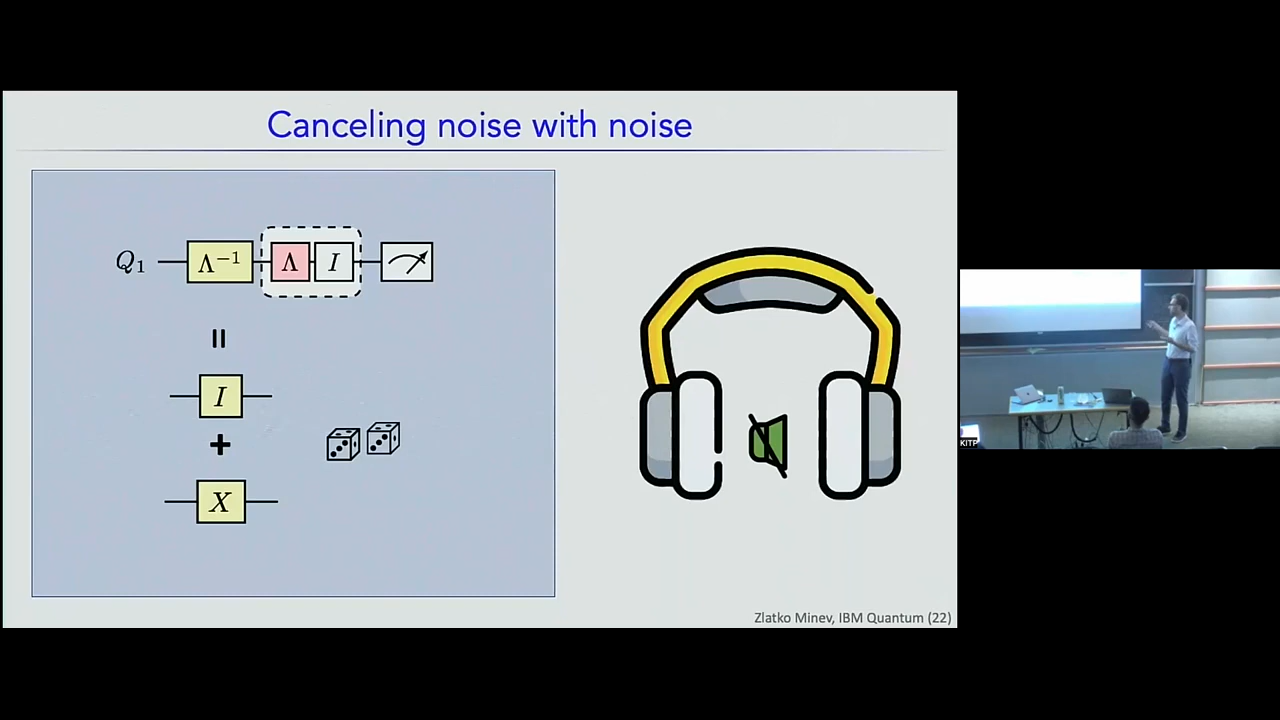 Canceling noise with noise
Q₁ Λ⁻¹ Λ I
=
I
+
X
Zlatko Minev, IBM Quantum (22)
KITP